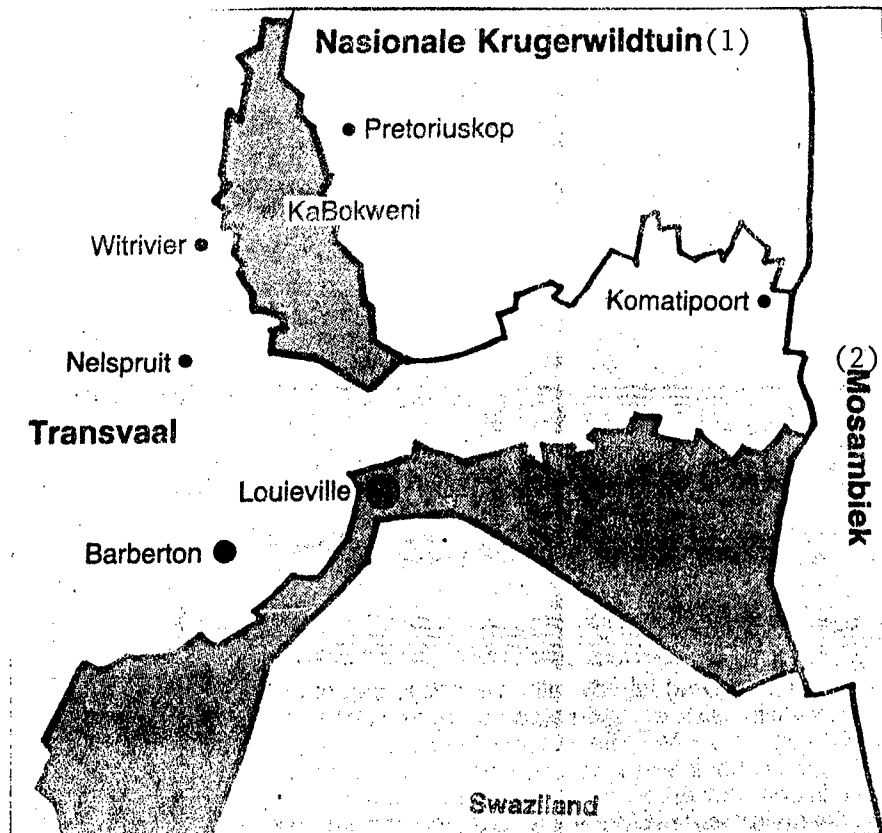 Nasionale Krugerwildtuin (1)
Pretoriuskop
KaBokweni
Witrivier
Komatipoort
Nelspruit
(2)
Mosambiek
Transvaal
Louieville
Barberton
Swaziland